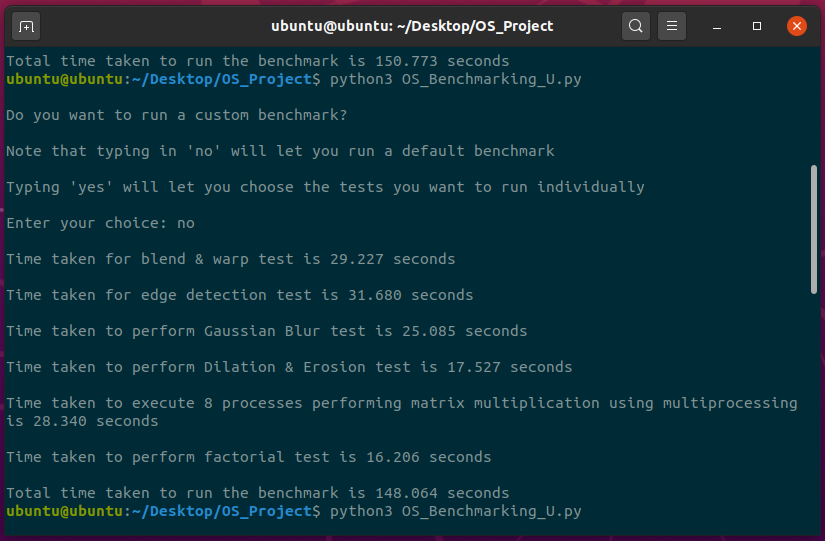 ubuntu@ubuntu: ~/Desktop/OS_Project
Total time taken to run the benchmark is 150.773 seconds
ubuntu@ubuntu:~/Desktop/OS_Project$ python3 OS_Benchmarking_U.py
Do you want to run a custom benchmark?
Note that typing in 'no' will let you run a default benchmark
Typing 'yes' will let you choose the tests you want to run individually
Enter your choice: no
Time taken for blend & warp test is 29.227 seconds
Time taken for edge detection test is 31.680 seconds
Time taken to perform Gaussian Blur test is 25.085 seconds
Time taken to perform Dilation & Erosion test is 17.527 seconds
Time taken to execute 8 processes performing matrix multiplication using multiprocessing
is 28.340 seconds
Time taken to perform factorial test is 16.206 seconds
Total time taken to run the benchmark is 148.064 seconds
ubuntu@ubuntu:~/Desktop/OS_Project$ python3 OS_Benchmarking_U.py